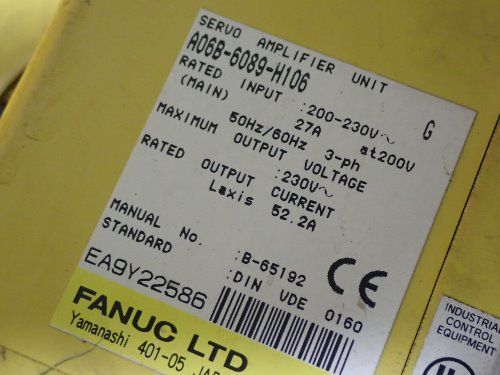 SERVO AMPLIFIER UNIT
A06B-6089-H106 G
RATED INPUT :200-230V~
(MAIN) 27A at200V
50Hz/60Hz 3-ph
MAXIMUM OUTPUT VOLTAGE
:230V~
RATED OUTPUT CURRENT
Laxis 52.2A
MANUAL No. :B-65192
STANDARD :DIN VDE 0160
EA9Y22586 CE
FANUC LTD
Yamanashi 401-05
INDUSTRIAL
CONTROL
EQUIPMENT